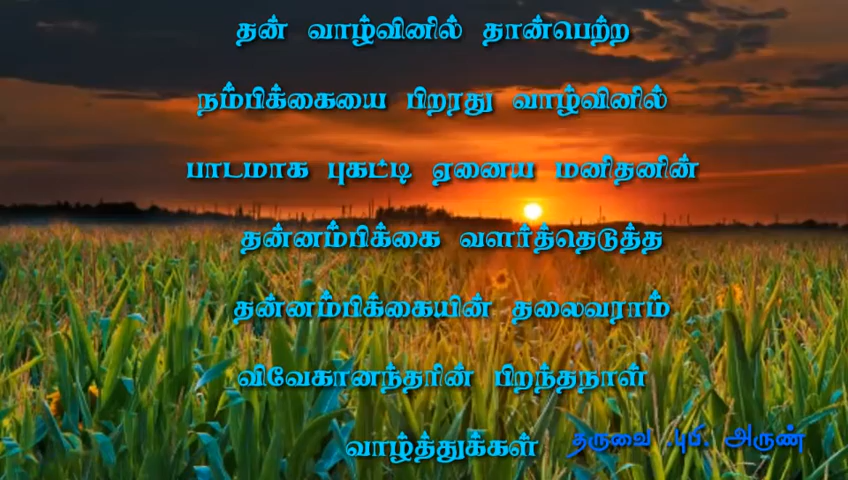 தன் வாழ்வினில் தான்பெற்ற
நம்பிக்கையை பிறரது வாழ்வினில்
பாடமாக புகட்டி ஏனைய மனிதனின்
தன்னம்பிக்கை வளர்த்தெடுத்த
தன்னம்பிக்கையின் தலைவராம்
விவேகானந்தரின் பிறந்தநாள்
வாழ்த்துக்கள்
தருவை .பு.பி. அருண்